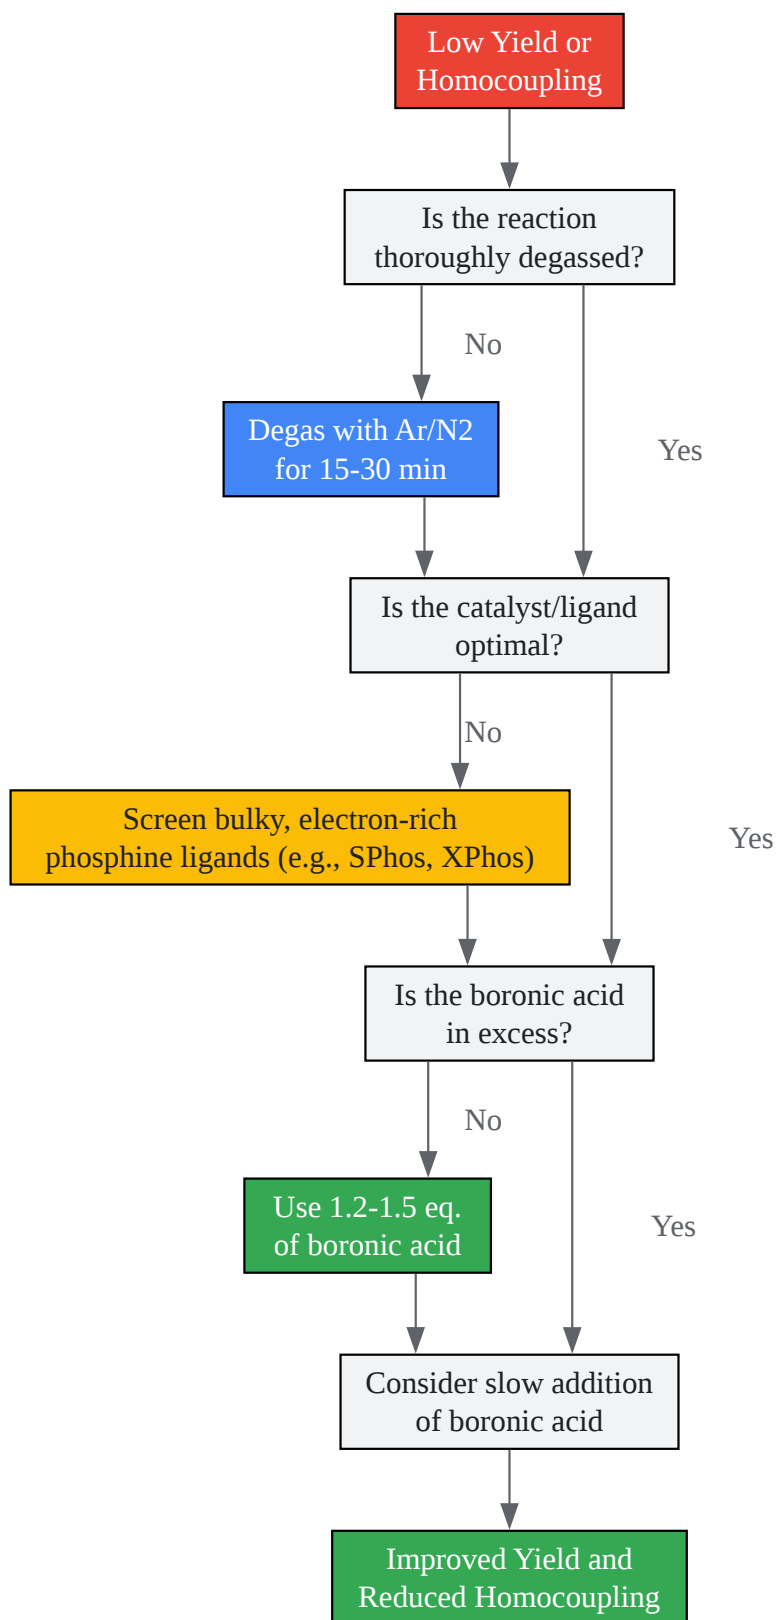 Low Yield or
Homocoupling
Is the reaction
thoroughly degassed?
No
Degas with Ar/N2
for 15-30 min
Yes
Is the catalyst/ligand
optimal?
No
Screen bulky, electron-rich
phosphine ligands (e.g., SPhos, XPhos)
Yes
Is the boronic acid
in excess?
No
Use 1.2-1.5 eq.
of boronic acid
Yes
Consider slow addition
of boronic acid
Improved Yield and
Reduced Homocoupling